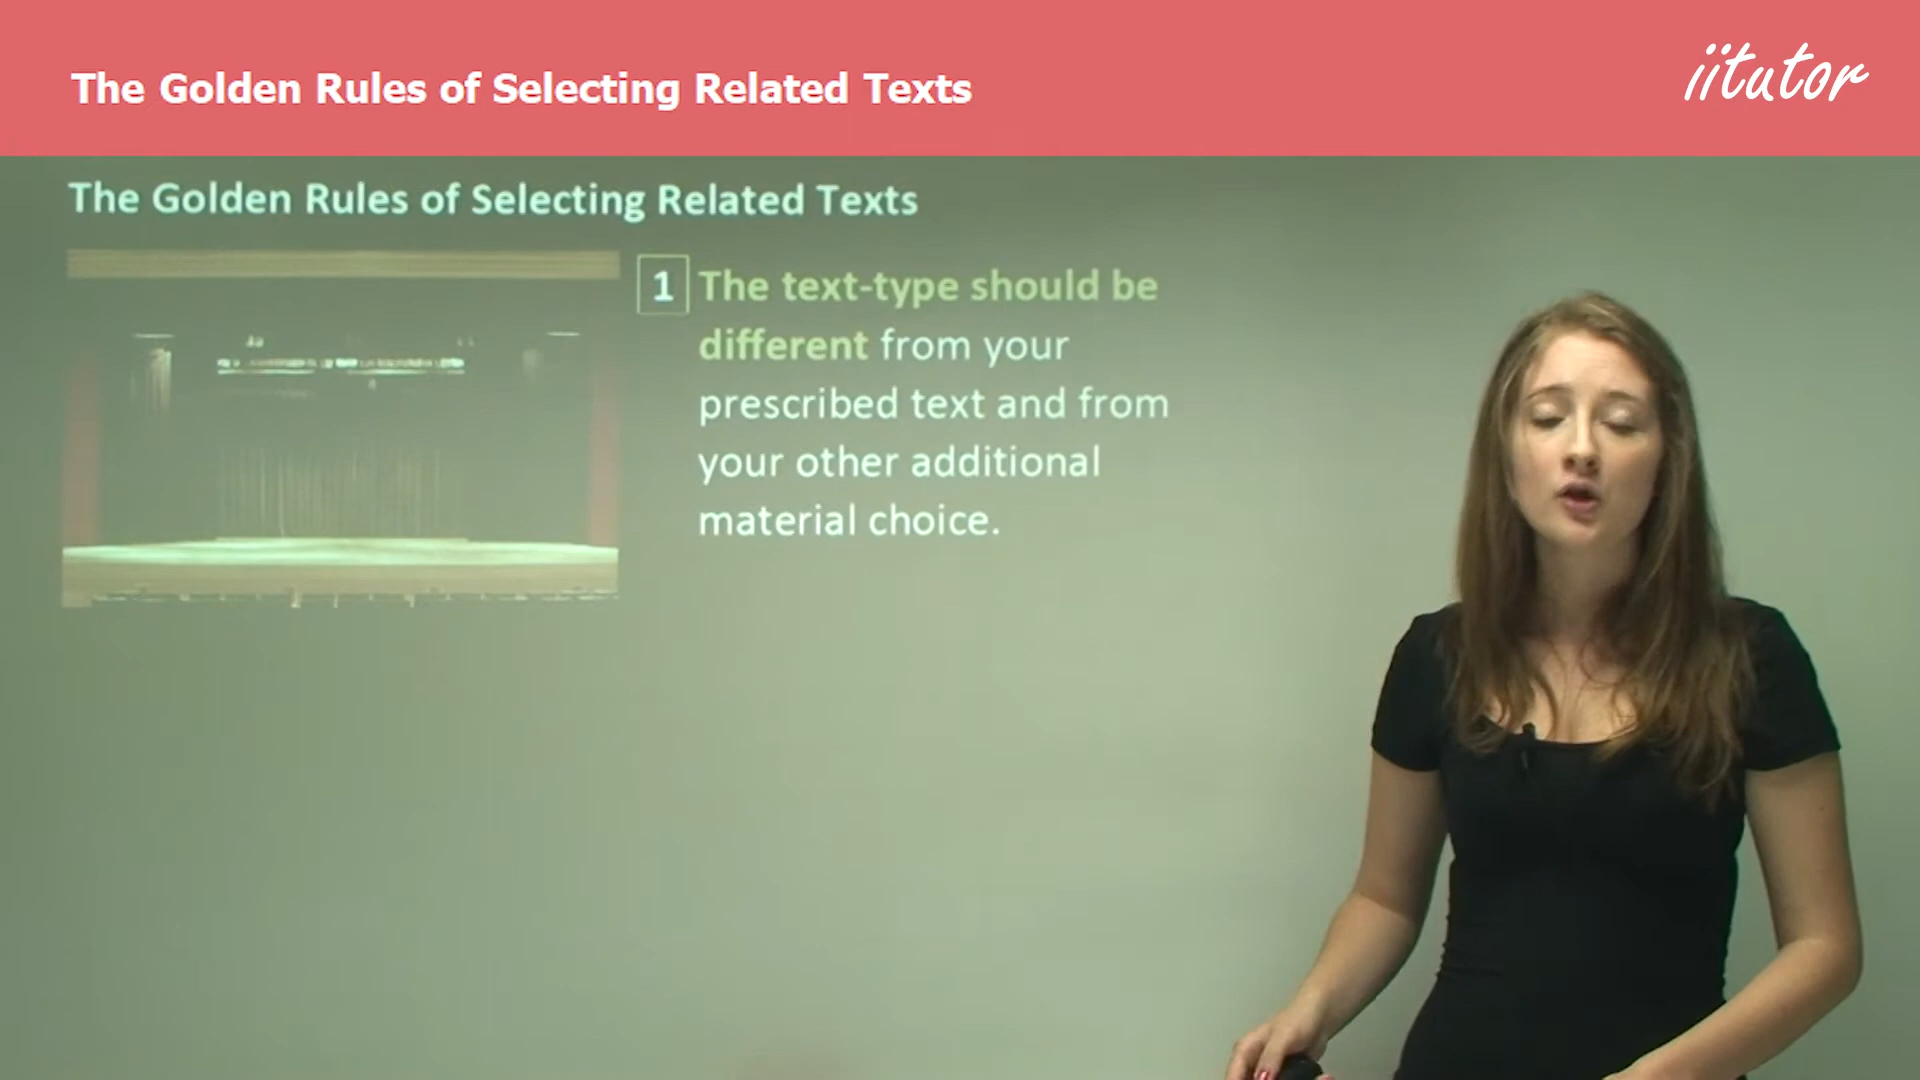 The Golden Rules of Selecting Related Texts
iitutor
The Golden Rules of Selecting Related Texts
1 The text-type should be
different from your
prescribed text and from
your other additional
material choice.